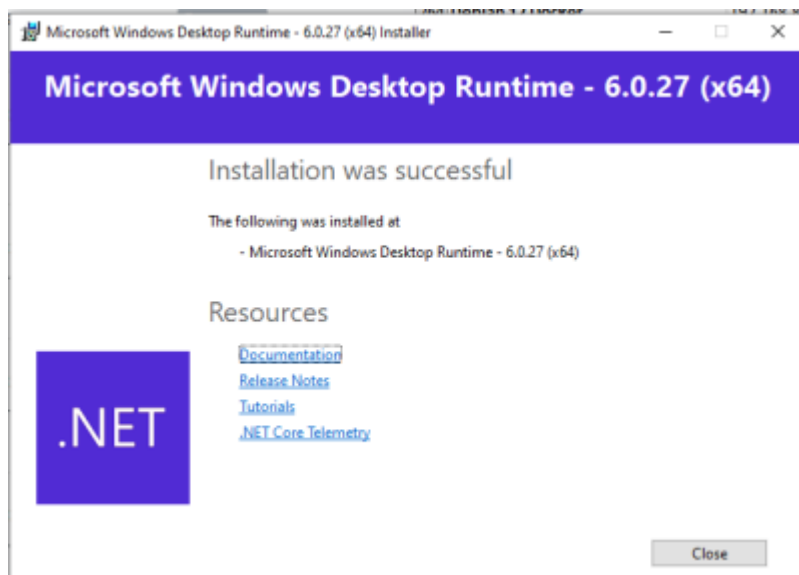 Microsoft Windows Desktop Runtime - 6.0.27 (x64) Installer
Microsoft Windows Desktop Runtime - 6.0.27 (x64)
Installation was successful
The following was installed at
- Microsoft Windows Desktop Runtime - 6.0.27 (x64)
Resources
Documentation
Release Notes
Tutorials
.NET Core Telemetry
.NET
Close